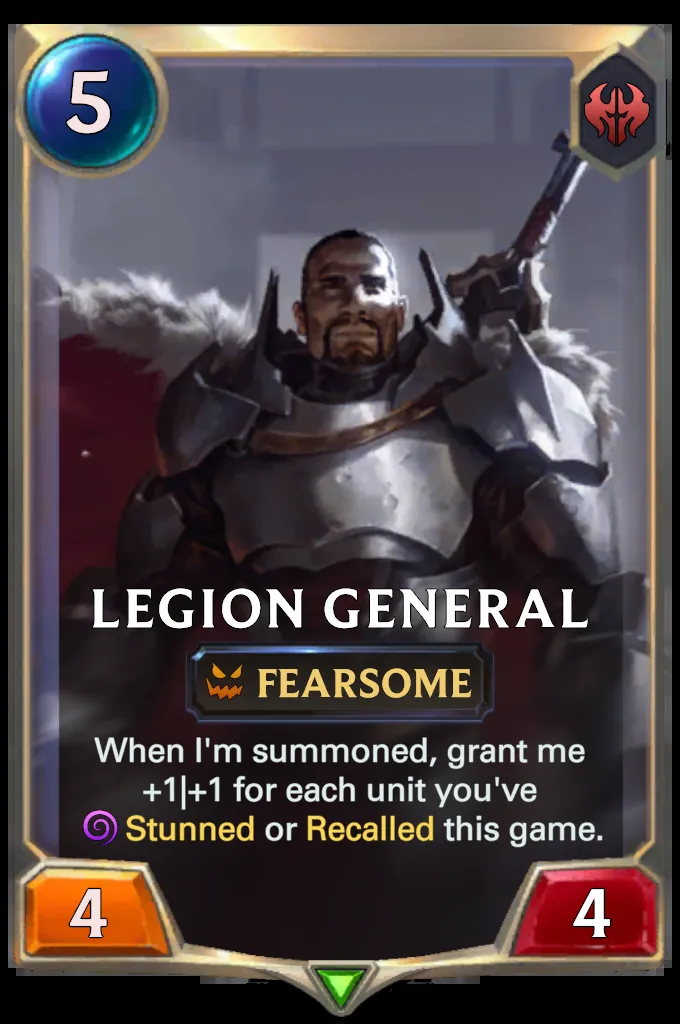 5
LEGION GENERAL
FEARSOME
When I'm summoned, grant me
+1|+1 for each unit you've
Stunned or Recalled this game.
4
4